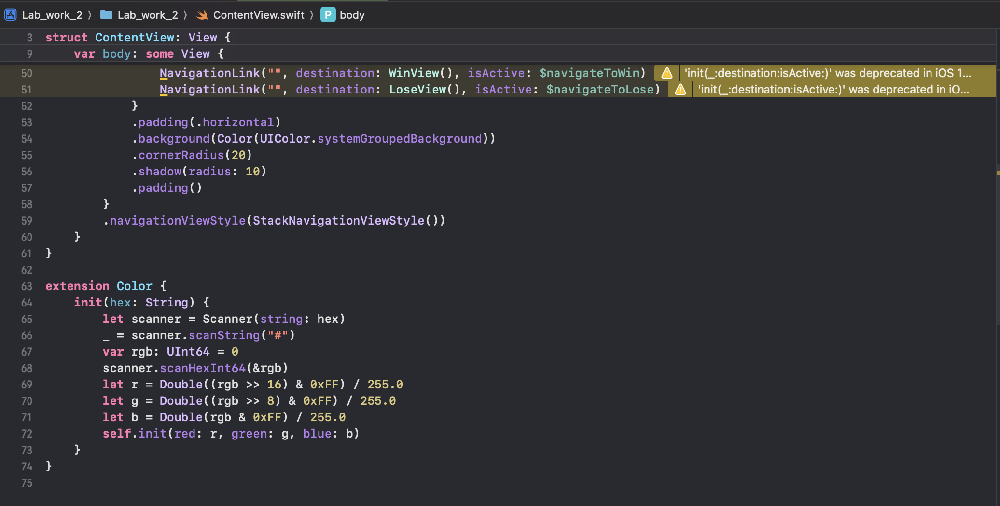 Lab_work_2 〉 Lab_work_2 〉 ContentView.swift 〉 P body
3 struct ContentView: View {
9 var body: some View {
50 NavigationLink("", destination: WinView(), isActive: $navigateToWin) 'init(_:destination:isActive:)' was deprecated in iOS 1...
51 NavigationLink("", destination: LoseView(), isActive: $navigateToLose) 'init(_:destination:isActive:)' was deprecated in iO...
52 }
53 .padding(.horizontal)
54 .background(Color(UIColor.systemGroupedBackground))
55 .cornerRadius(20)
56 .shadow(radius: 10)
57 .padding()
58 }
59 .navigationViewStyle(StackNavigationViewStyle())
60 }
61 }
62
63 extension Color {
64 init(hex: String) {
65 let scanner = Scanner(string: hex)
66 _ = scanner.scanString("#")
67 var rgb: UInt64 = 0
68 scanner.scanHexInt64(&rgb)
69 let r = Double((rgb >> 16) & 0xFF) / 255.0
70 let g = Double((rgb >> 8) & 0xFF) / 255.0
71 let b = Double(rgb & 0xFF) / 255.0
72 self.init(red: r, green: g, blue: b)
73 }
74 }
75